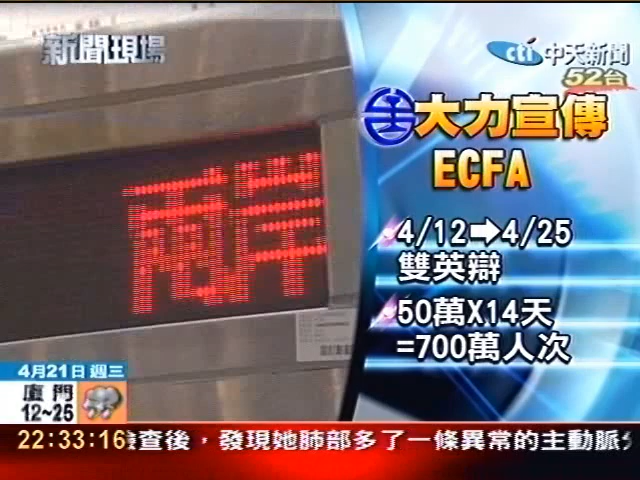 新聞現場
cti 中天新聞
52台
大力宣傳
ECFA
兩岸
4/12➡4/25
雙英辯
50萬X14天
=700萬人次
4月21日 週三
廈門
12~25
22:33:16
檢查後，發現她肺部多了一條異常的主動脈分